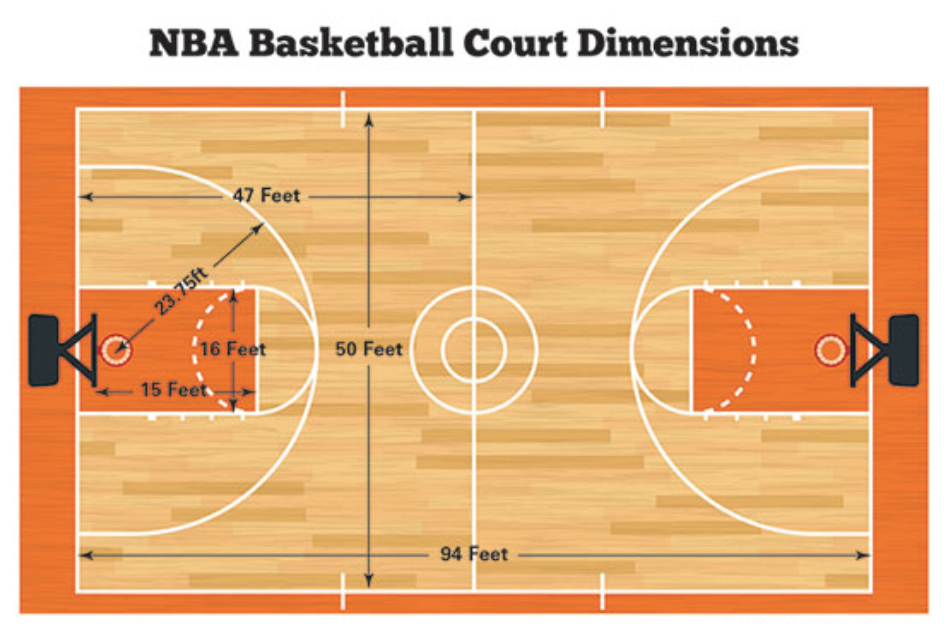 NBA Basketball Court Dimensions
47 Feet
23.75ft
16 Feet
50 Feet
15 Feet
94 Feet